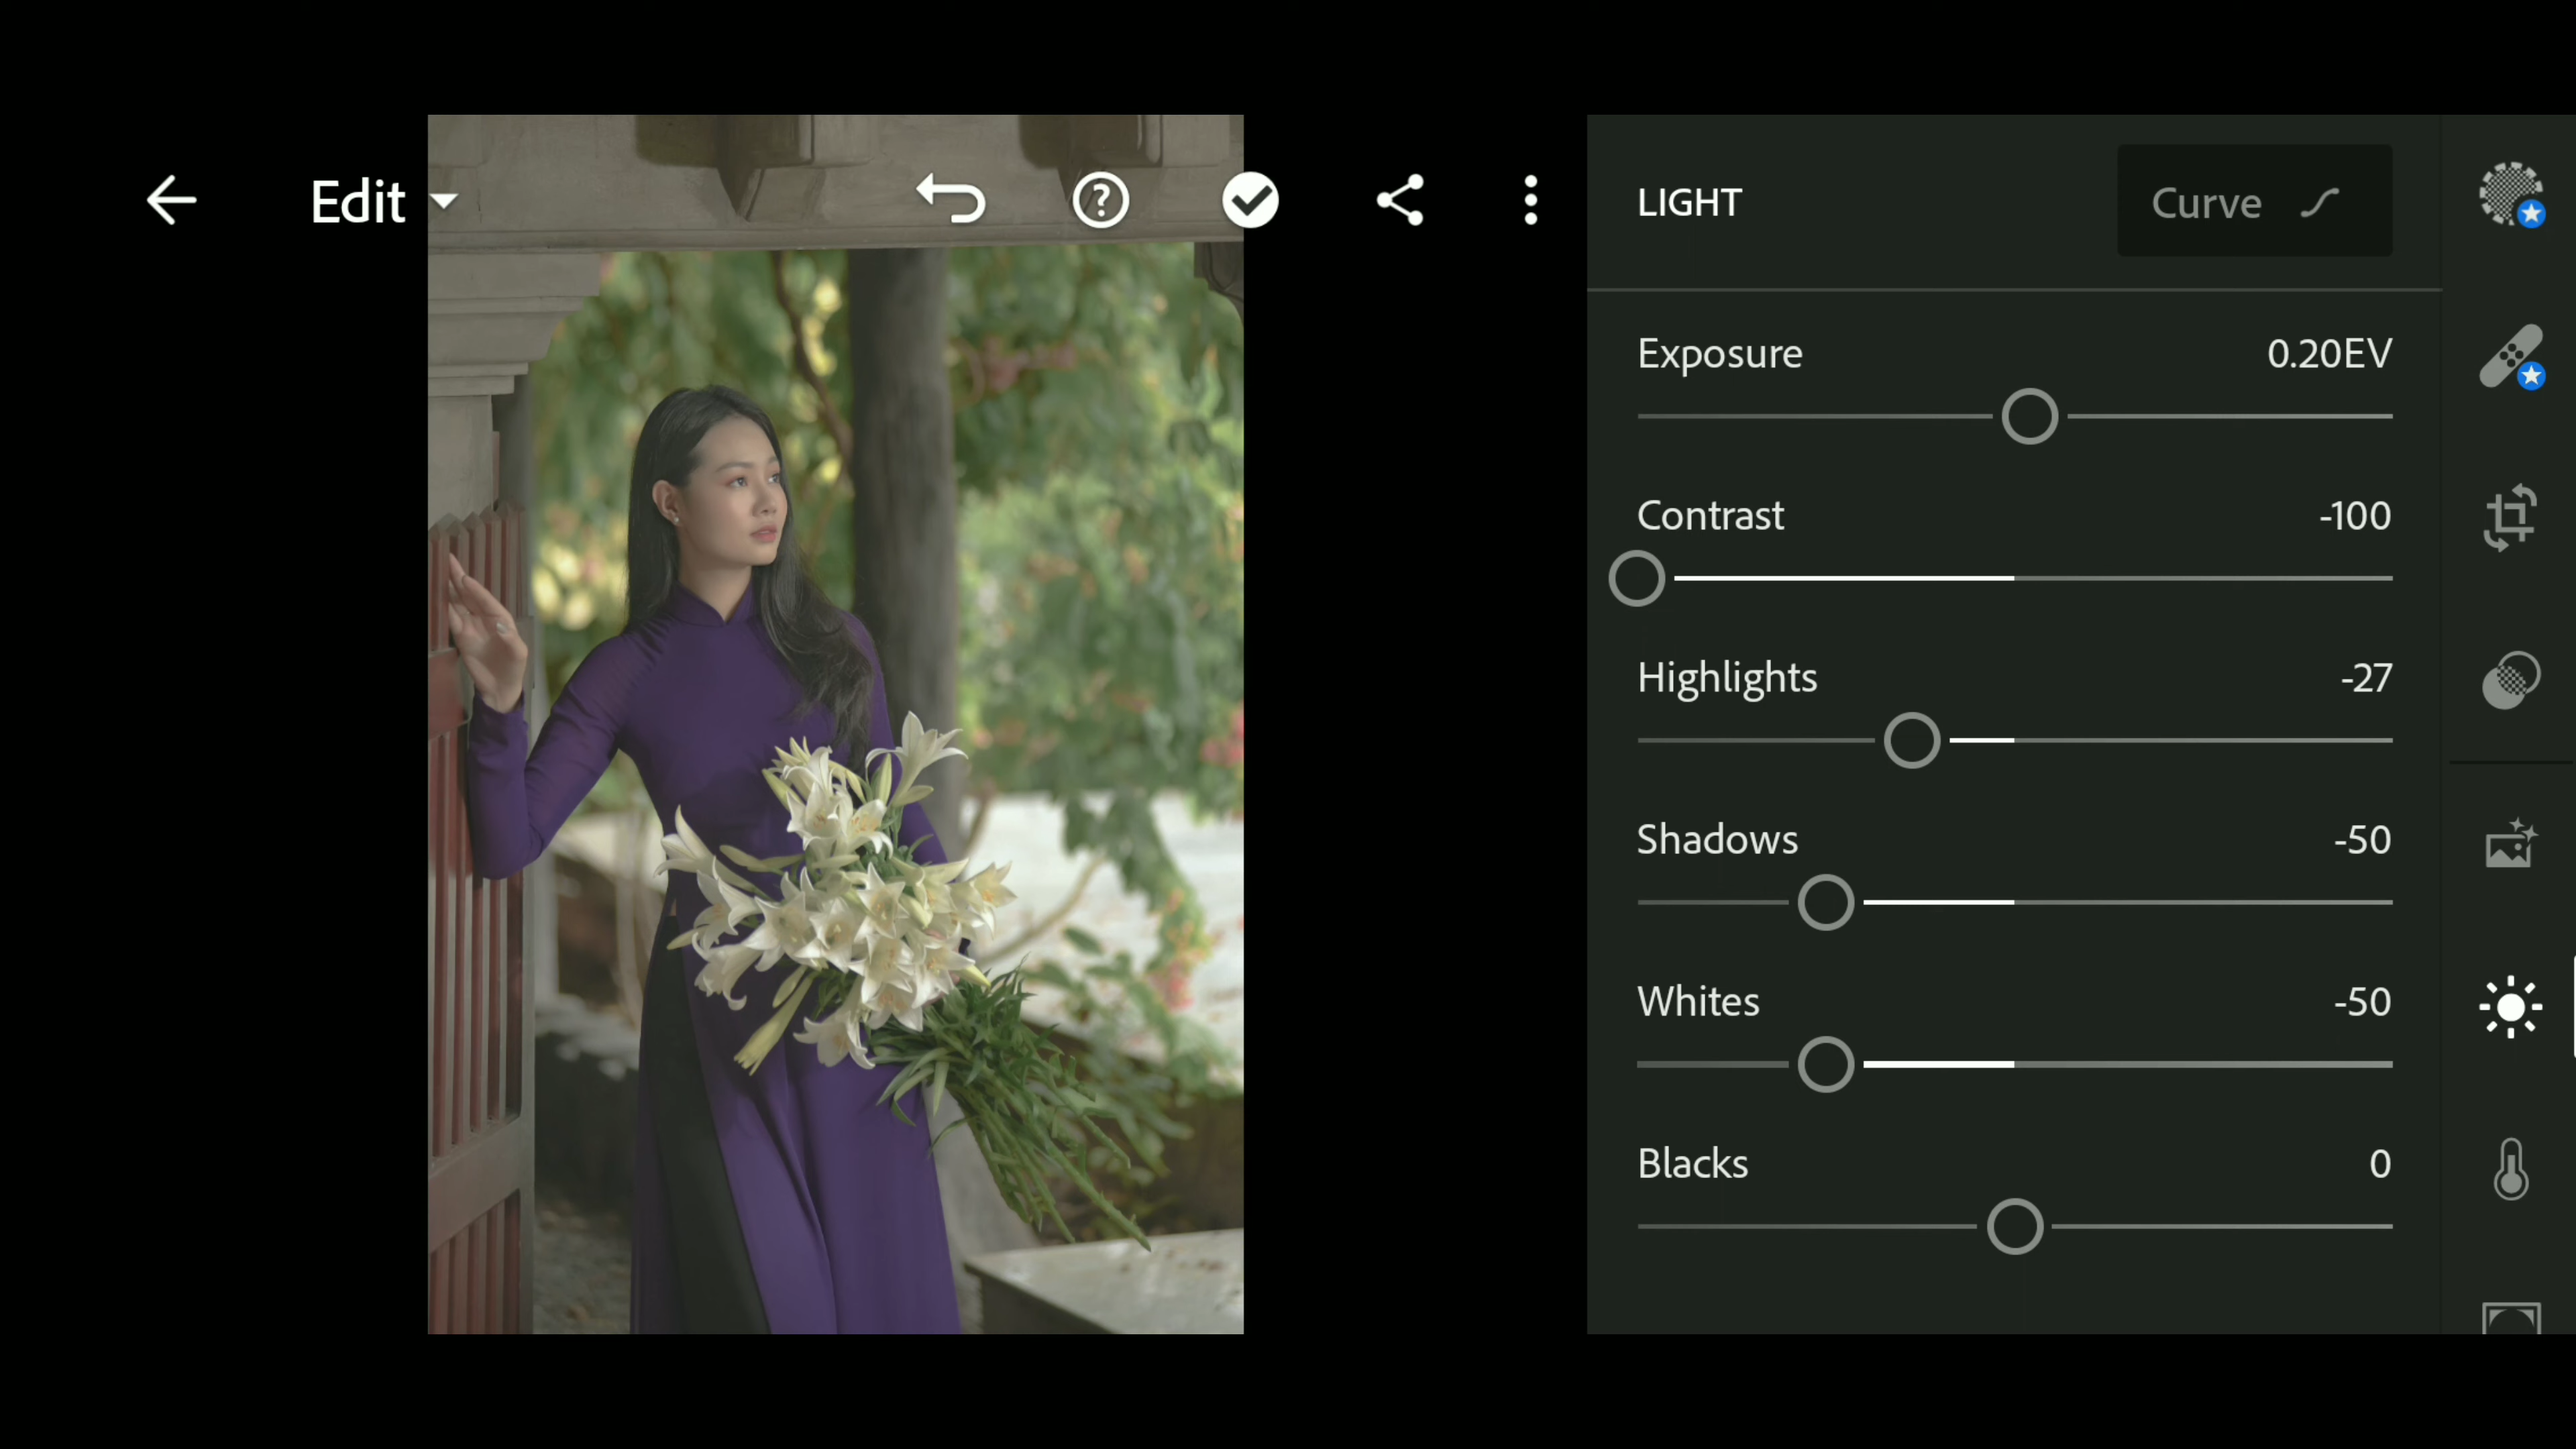 Edit
LIGHT
Curve
Exposure 0.20EV
Contrast -100
Highlights -27
Shadows -50
Whites -50
Blacks 0